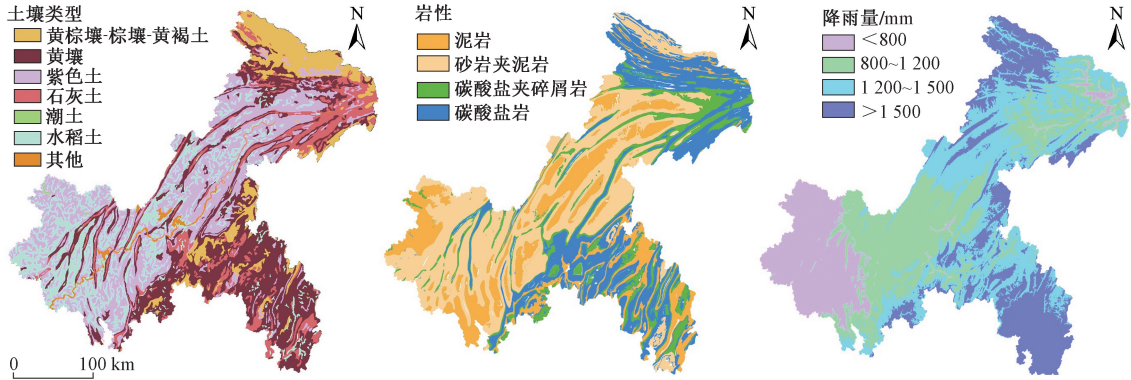 土壤类型
黄棕壤-棕壤-黄褐土
黄壤
紫色土
石灰土
潮土
水稻土
其他
N
0 100 km
岩性
泥岩
砂岩夹泥岩
碳酸盐夹碎屑岩
碳酸盐岩
N
降雨量/mm
<800
800~1 200
1 200~1 500
>1 500
N